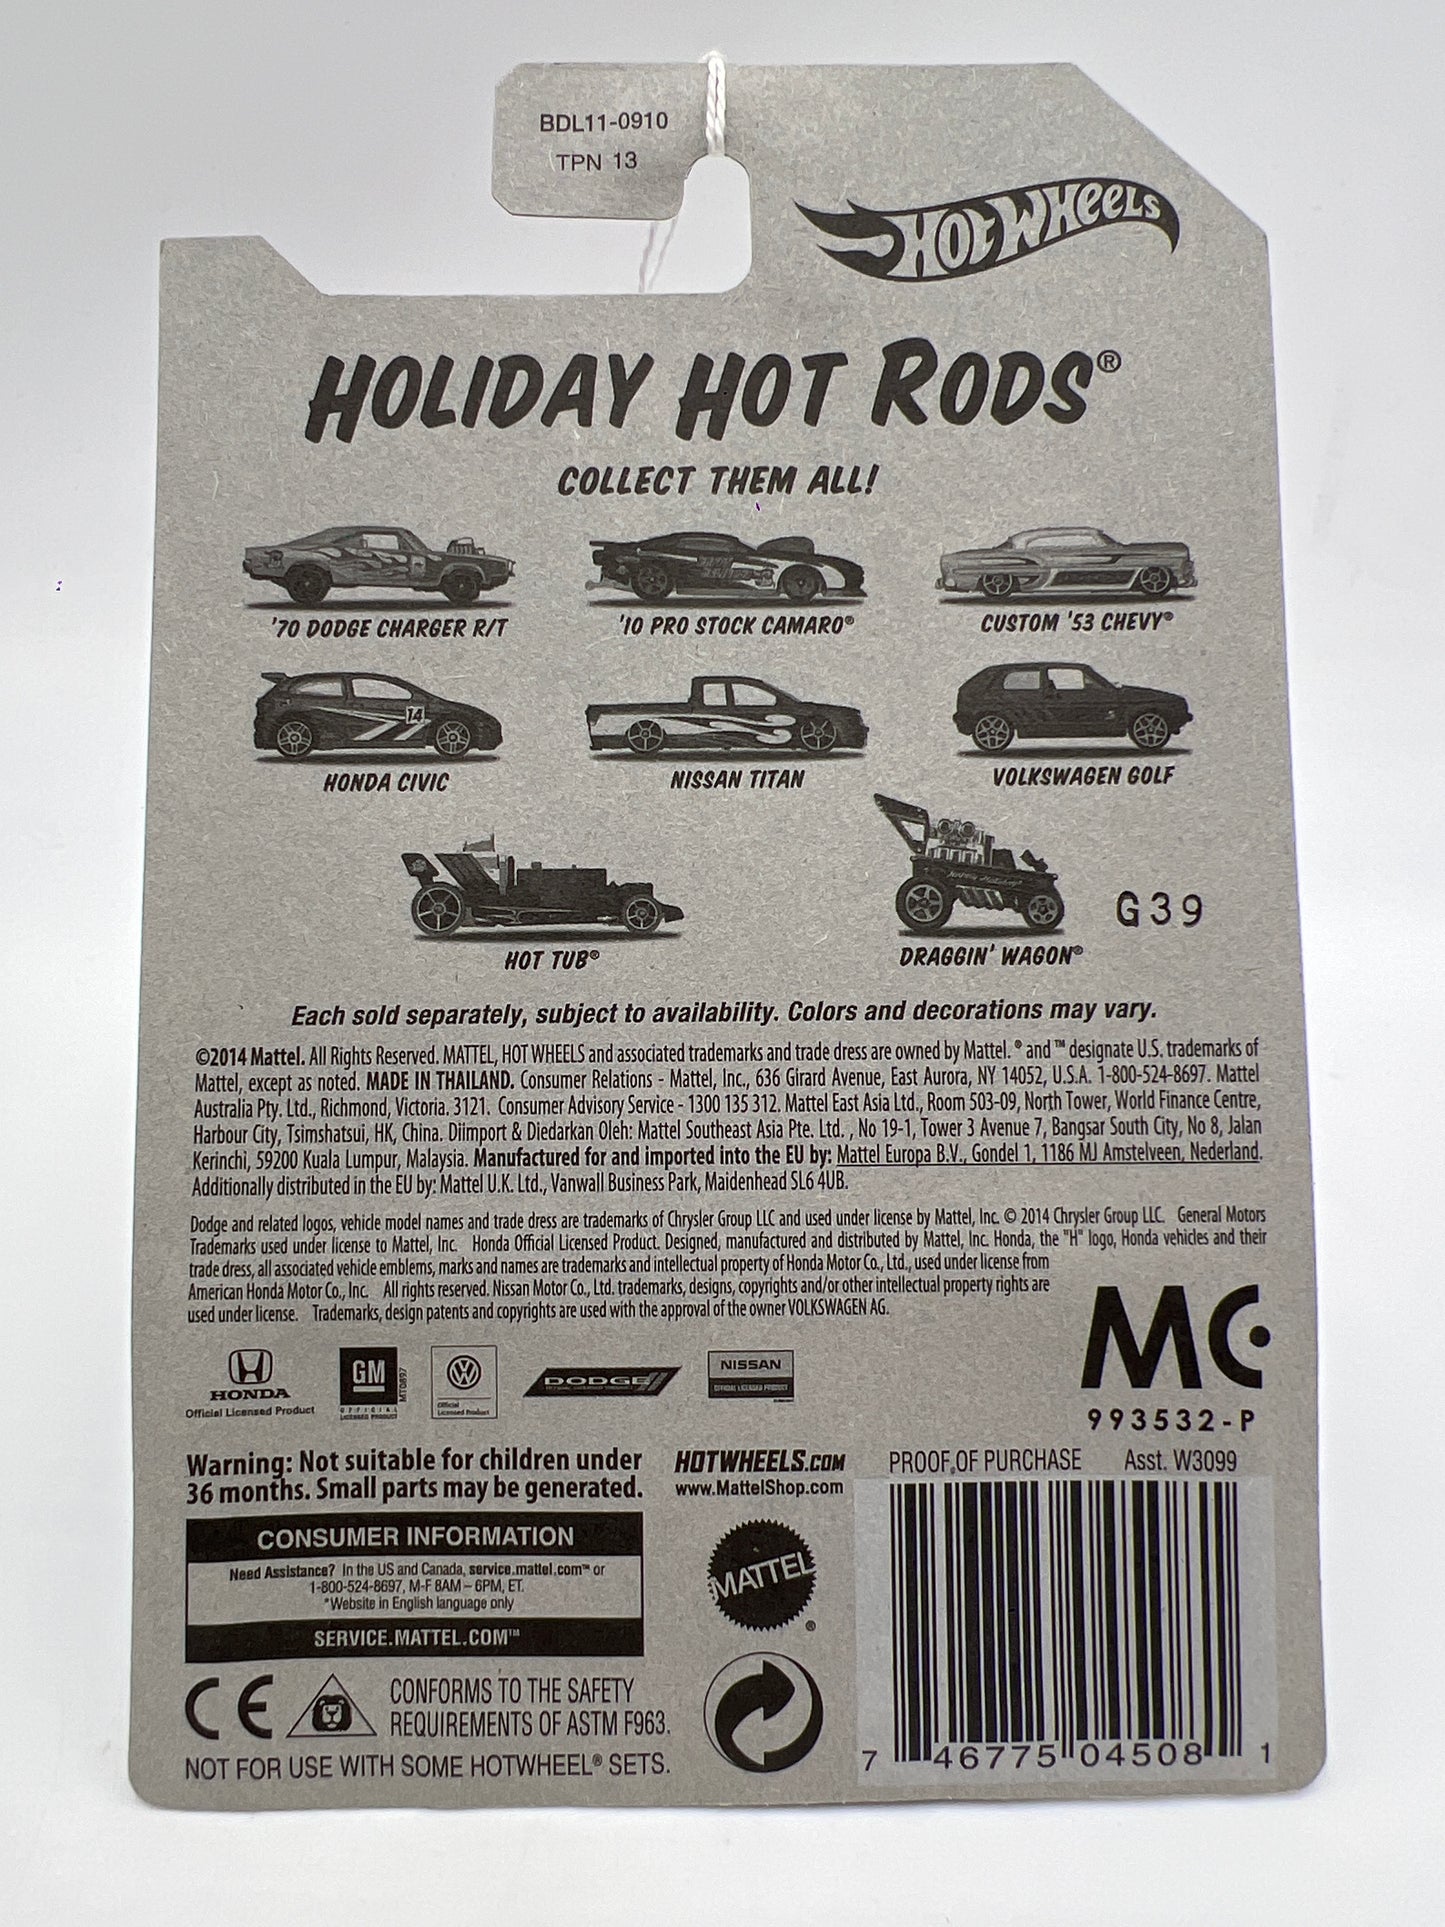 BDL11-0910
TPN 13
HOT WHEELS
HOLIDAY HOT RODS®
COLLECT THEM ALL!
'70 DODGE CHARGER R/T
'10 PRO STOCK CAMARO®
CUSTOM '53 CHEVY®
14
HONDA CIVIC
NISSAN TITAN
VOLKSWAGEN GOLF
G39
HOT TUB®
DRAGGIN' WAGON®
Each sold separately, subject to availability. Colors and decorations may vary.
©2014 Mattel. All Rights Reserved. MATTEL, HOT WHEELS and associated trademarks and trade dress are owned by Mattel. ® and ™ designate U.S. trademarks of
Mattel, except as noted. MADE IN THAILAND. Consumer Relations - Mattel, Inc., 636 Girard Avenue, East Aurora, NY 14052, U.S.A. 1-800-524-8697. Mattel
Australia Pty. Ltd., Richmond, Victoria. 3121. Consumer Advisory Service - 1300 135 312. Mattel East Asia Ltd., Room 503-09, North Tower, World Finance Centre,
Harbour City, Tsimshatsui, HK, China. Diimport & Diedarkan Oleh: Mattel Southeast Asia Pte. Ltd. , No 19-1, Tower 3 Avenue 7, Bangsar South City, No 8, Jalan
Kerinchi, 59200 Kuala Lumpur, Malaysia. Manufactured for and imported into the EU by: Mattel Europa B.V., Gondel 1, 1186 MJ Amstelveen, Nederland.
Additionally distributed in the EU by: Mattel U.K. Ltd., Vanwall Business Park, Maidenhead SL6 4UB.
Dodge and related logos, vehicle model names and trade dress are trademarks of Chrysler Group LLC and used under license by Mattel, Inc. © 2014 Chrysler Group LLC. General Motors
Trademarks used under license to Mattel, Inc. Honda Official Licensed Product. Designed, manufactured and distributed by Mattel, Inc. Honda, the "H" logo, Honda vehicles and their
trade dress, all associated vehicle emblems, marks and names are trademarks and intellectual property of Honda Motor Co., Ltd., used under license from
American Honda Motor Co., Inc. All rights reserved. Nissan Motor Co., Ltd. trademarks, designs, copyrights and/or other intellectual property rights are
used under license. Trademarks, design patents and copyrights are used with the approval of the owner VOLKSWAGEN AG.
MC
993532-P
HONDA
Official Licensed Product
GM
OFFICIAL
LICENSED PRODUCT
MT0897
Official
Licensed Product
DODGE
NISSAN
OFFICIAL LICENSED PRODUCT
Warning: Not suitable for children under
36 months. Small parts may be generated.
HOTWHEELS.COM
www.MattelShop.com
PROOF OF PURCHASE Asst. W3099
CONSUMER INFORMATION
Need Assistance? In the US and Canada, service.mattel.com™ or
1-800-524-8697, M-F 8AM – 6PM, ET.
*Website in English language only
SERVICE.MATTEL.COM™
MATTEL®
CE
CONFORMS TO THE SAFETY
REQUIREMENTS OF ASTM F963.
NOT FOR USE WITH SOME HOTWHEEL® SETS.
7 46775 04508 1